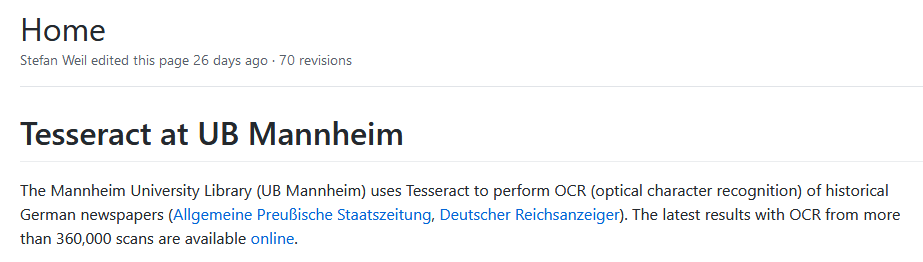 Home
Stefan Weil edited this page 26 days ago · 70 revisions
Tesseract at UB Mannheim
The Mannheim University Library (UB Mannheim) uses Tesseract to perform OCR (optical character recognition) of historical
German newspapers (Allgemeine Preußische Staatszeitung, Deutscher Reichsanzeiger). The latest results with OCR from more
than 360,000 scans are available online.